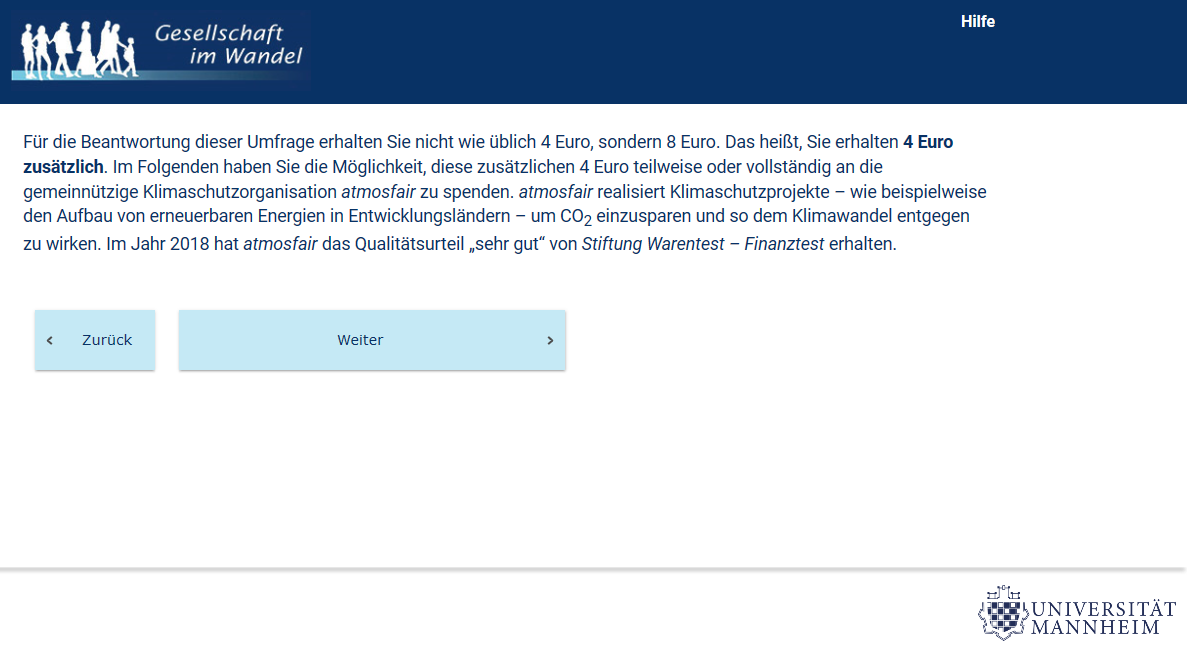 Gesellschaft
im Wandel
Hilfe
Für die Beantwortung dieser Umfrage erhalten Sie nicht wie üblich 4 Euro, sondern 8 Euro. Das heißt, Sie erhalten 4 Euro
zusätzlich. Im Folgenden haben Sie die Möglichkeit, diese zusätzlichen 4 Euro teilweise oder vollständig an die
gemeinnützige Klimaschutzorganisation atmosfair zu spenden. atmosfair realisiert Klimaschutzprojekte – wie beispielweise
den Aufbau von erneuerbaren Energien in Entwicklungsländern – um CO2 einzusparen und so dem Klimawandel entgegen
zu wirken. Im Jahr 2018 hat atmosfair das Qualitätsurteil „sehr gut“ von Stiftung Warentest – Finanztest erhalten.
‹ Zurück
Weiter ›
UNIVERSITÄT
MANNHEIM